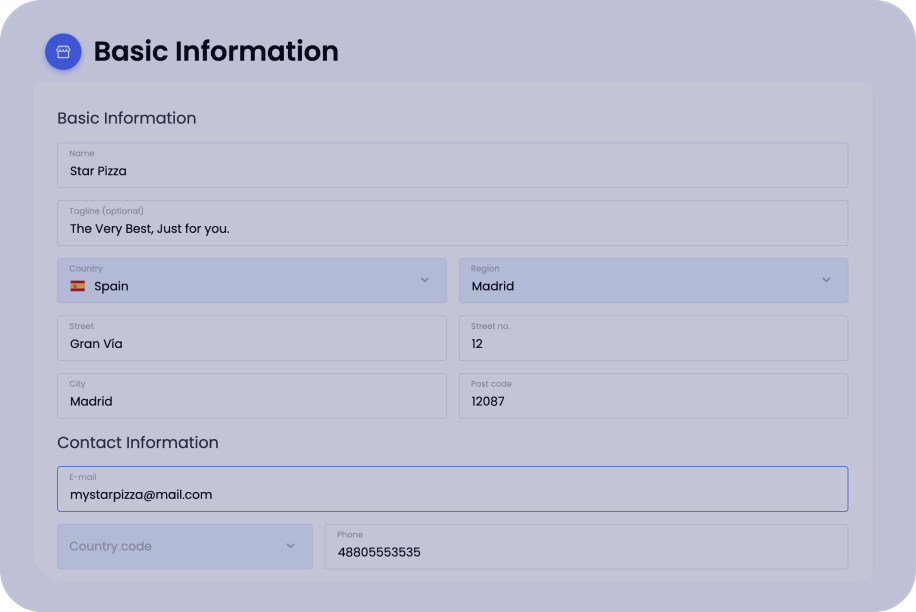 Basic Information
Basic Information
Name
Star Pizza
Tagline (optional)
The Very Best, Just for you.
Country
Region
Spain
Madrid
Street
Street no.
Gran Vía
12
City
Post code
Madrid
12087
Contact Information
E-mail
mystarpizza@mail.com
Country code
Phone
48805553535